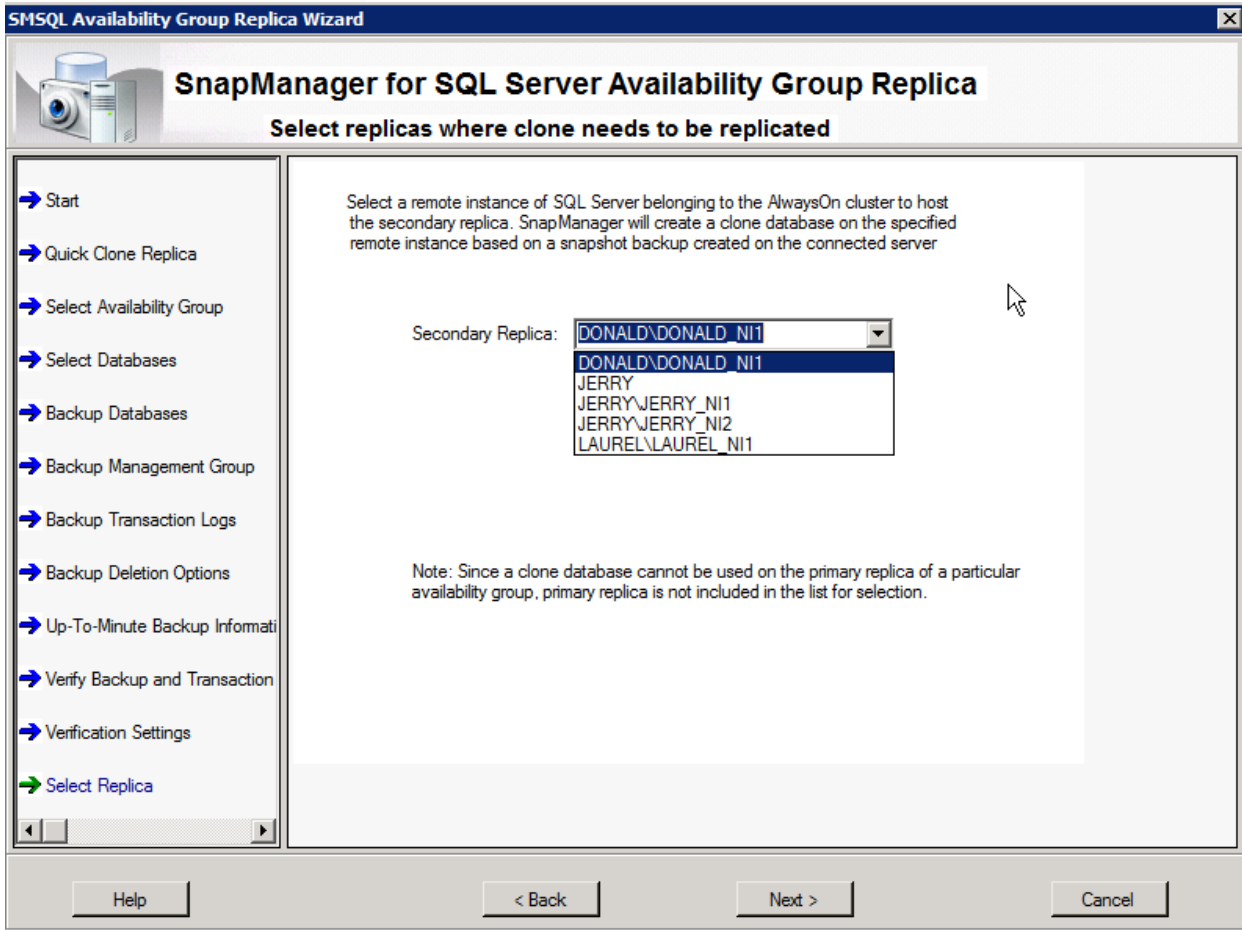 SMSQL Availability Group Replica Wizard
SnapManager for SQL Server Availability Group Replica
Select replicas where clone needs to be replicated
Start
Quick Clone Replica
Select Availability Group
Select Databases
Backup Databases
Backup Management Group
Backup Transaction Logs
Backup Deletion Options
Up-To-Minute Backup Informati
Verify Backup and Transaction
Verification Settings
Select Replica
Select a remote instance of SQL Server belonging to the AlwaysOn cluster to host
the secondary replica. SnapManager will create a clone database on the specified
remote instance based on a snapshot backup created on the connected server
Secondary Replica:
DONALD\DONALD_NI1
DONALD\DONALD_NI1
JERRY
JERRY\JERRY_NI1
JERRY\JERRY_NI2
LAUREL\LAUREL_NI1
Note: Since a clone database cannot be used on the primary replica of a particular
availability group, primary replica is not included in the list for selection.
Help
< Back
Next >
Cancel